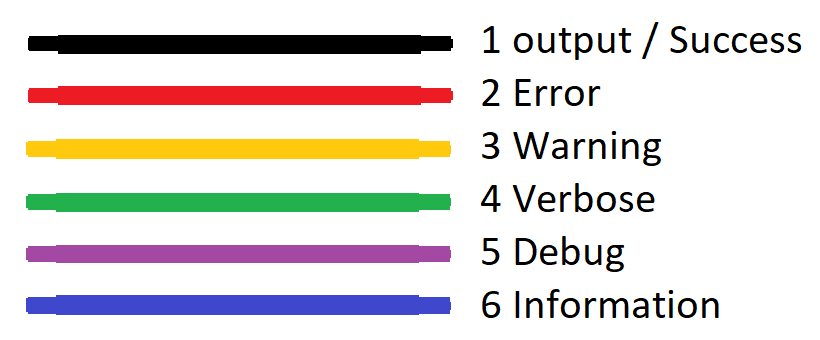 1 output / Success
2 Error
3 Warning
4 Verbose
5 Debug
6 Information